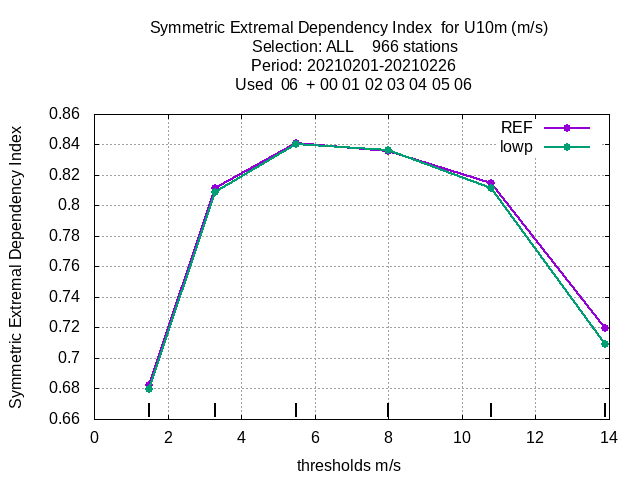 Symmetric Extremal Dependency Index  for U10m (m/s)
Selection: ALL    966 stations
Period: 20210201-20210226
Used  06  + 00 01 02 03 04 05 06
REF
lowp
Symmetric Extremal Dependency Index
0.86
0.84
0.82
0.8
0.78
0.76
0.74
0.72
0.7
0.68
0.66
0 2 4 6 8 10 12 14
thresholds m/s